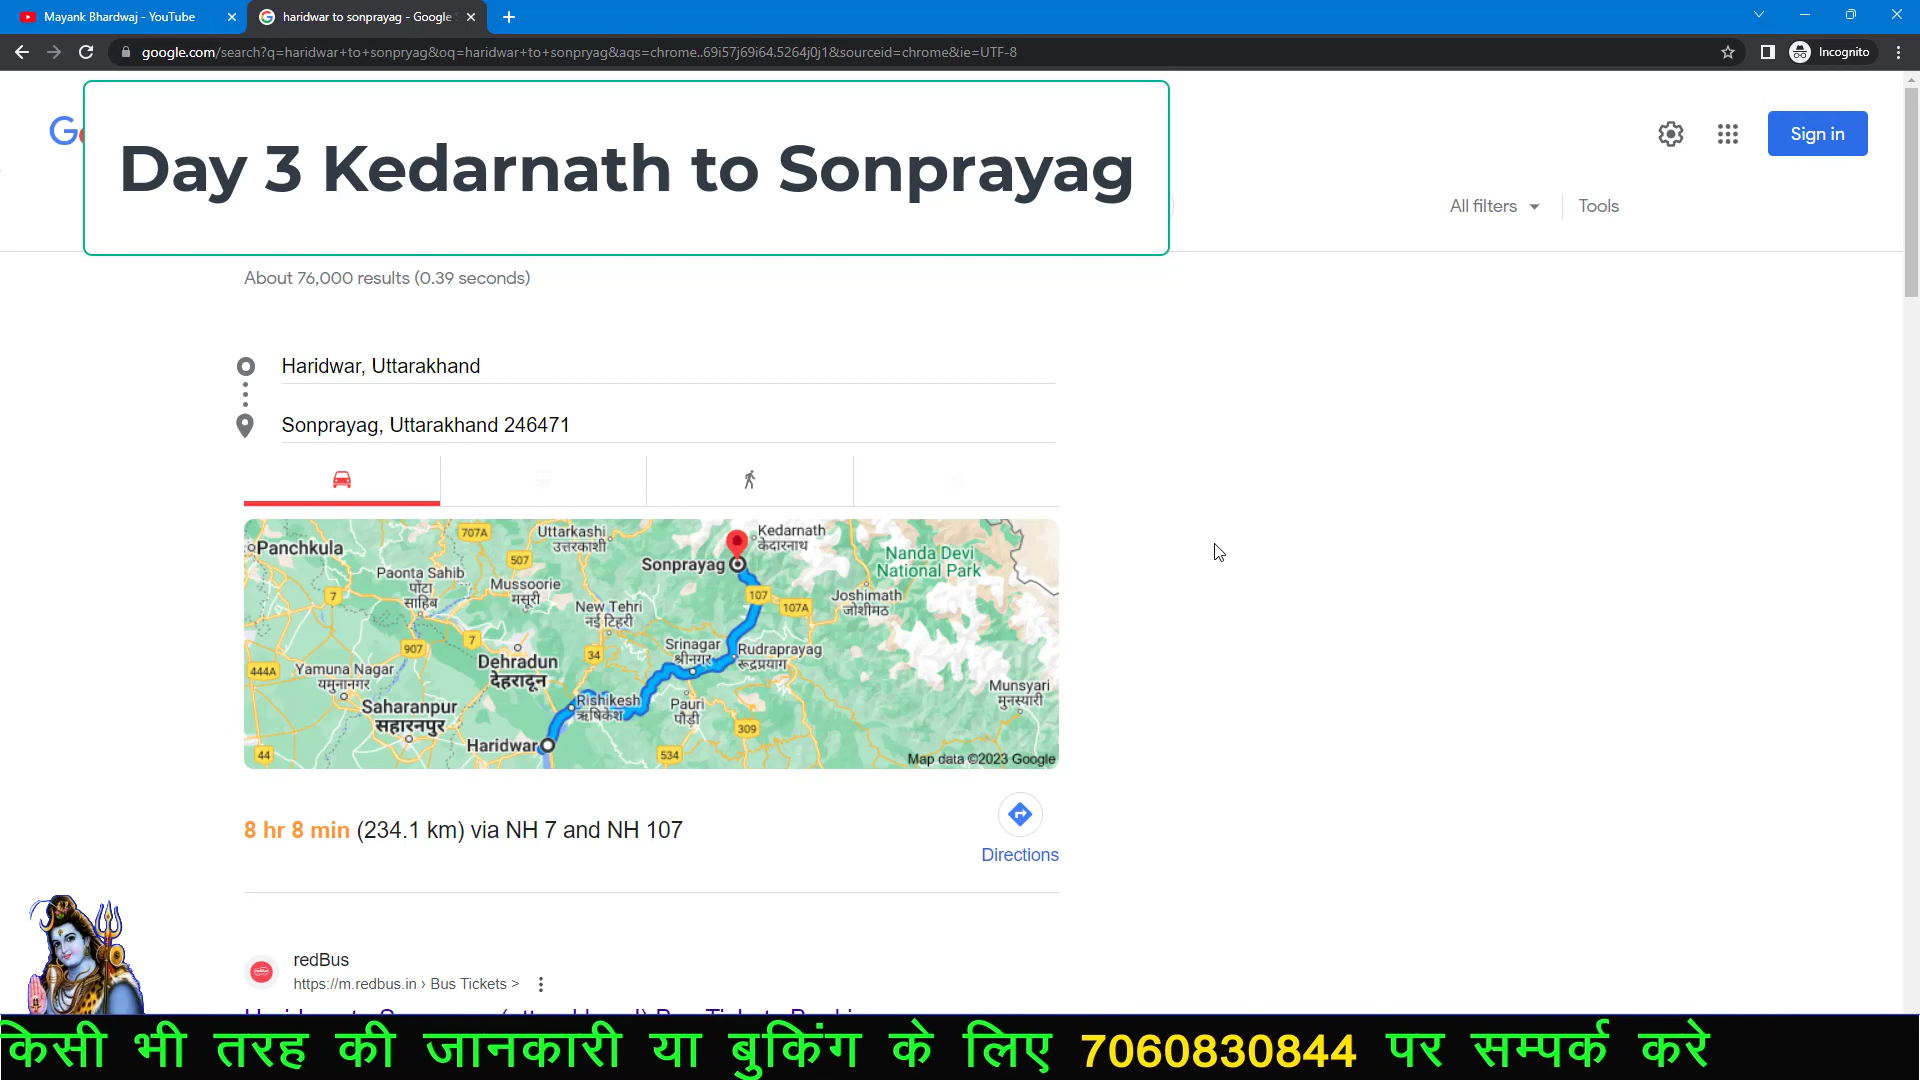 Mayank Bhardwaj - YouTube
haridwar to sonprayag - Google
google.com/search?q=haridwar+to+sonpryag&oq=haridwar+to+sonpryag&aqs=chrome..69i57j69i64.5264j0j1&sourceid=chrome&ie=UTF-8
Incognito
Day 3 Kedarnath to Sonprayag
Sign in
All filters
Tools
About 76,000 results (0.39 seconds)
Haridwar, Uttarakhand
Sonprayag, Uttarakhand 246471
Panchkula
707A
Uttarkashi
उत्तरकाशी
Kedarnath
केदारनाथ
507
Sonprayag
Nanda Devi
National Park
Paonta Sahib
पोंटा
साहिब
Mussoorie
मसूरी
7
107
107A
Joshimath
जोशीमठ
New Tehri
नई टिहरी
907
7
34
Srinagar
श्रीनगर
Rudraprayag
रूद्रप्रयाग
444A
Yamuna Nagar
यमुनानगर
Dehradun
देहरादून
Munsyari
मुनस्यारी
Saharanpur
सहारनपुर
Rishikesh
ऋषिकेश
Pauri
पौड़ी
309
44
Haridwar
534
Map data ©2023 Google
8 hr 8 min (234.1 km) via NH 7 and NH 107
Directions
redBus
https://m.redbus.in › Bus Tickets >
किसी भी तरह की जानकारी या बुकिंग के लिए 7060830844 पर सम्पर्क करे